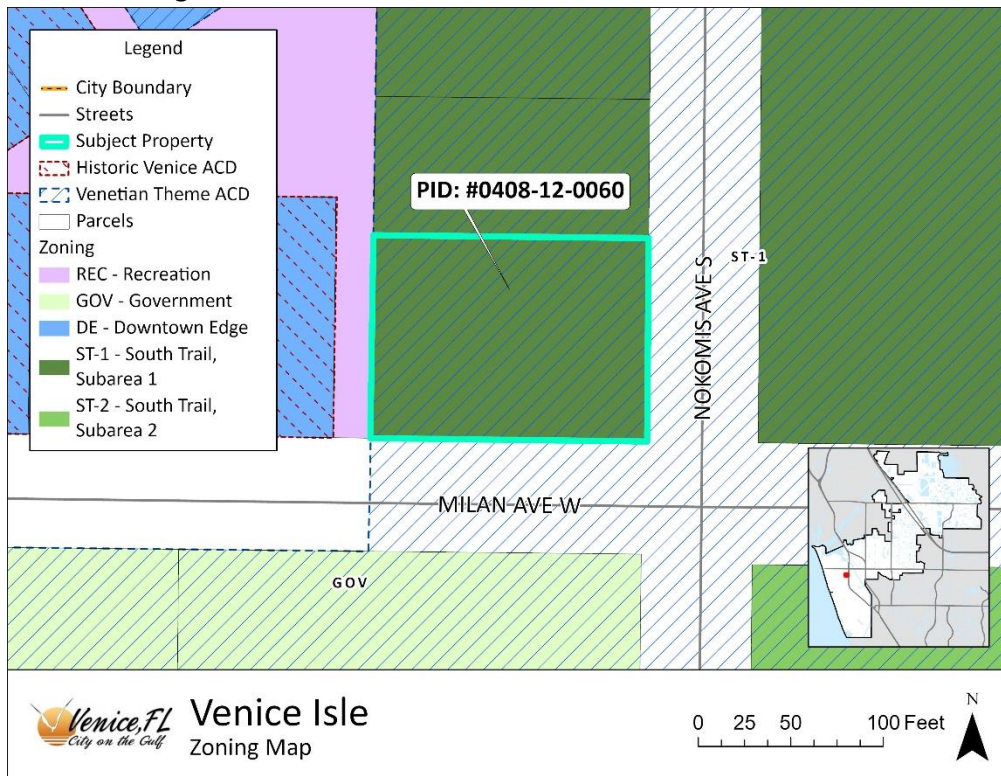 Legend
City Boundary
Streets
Subject Property
Historic Venice ACD
Venetian Theme ACD
Parcels
Zoning
REC - Recreation
GOV - Government
DE - Downtown Edge
ST-1 - South Trail,
Subarea 1
ST-2 - South Trail,
Subarea 2
PID: #0408-12-0060
ST-1
NOKOMIS AVE S
MILAN AVE W
GOV
Venice, FL
City on the Gulf
Venice Isle
Zoning Map
0 25 50 100 Feet
N